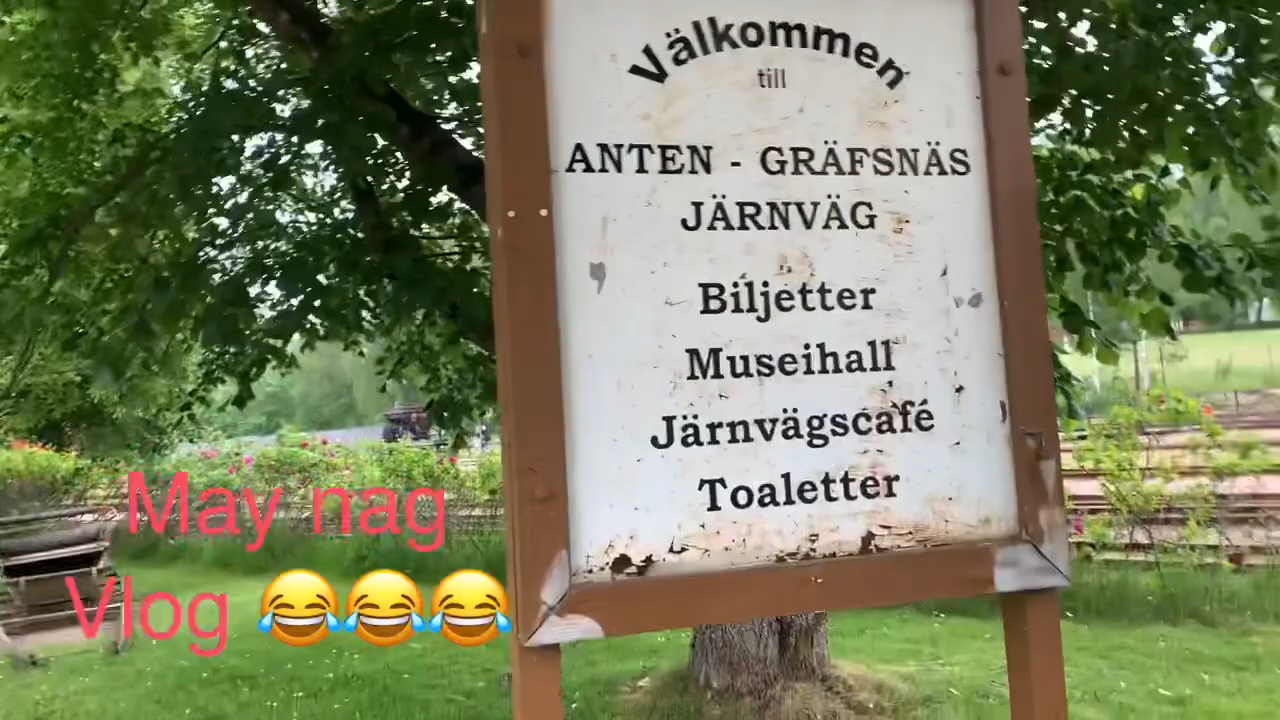 Välkommen
till
ANTEN - GRÄFSNÄS
JÄRNVÄG
Biljetter
Museihall
Järnvägscafé
Toaletter
May nag
Vlog 😂😂😂